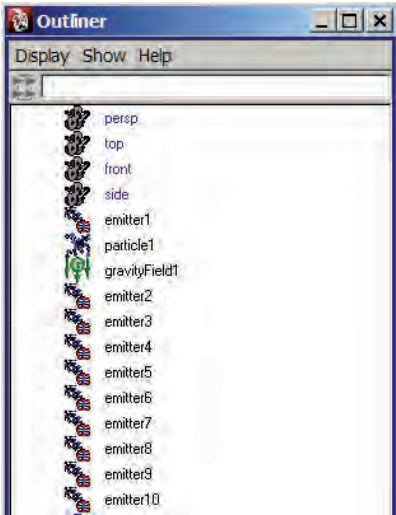 Outliner
Display Show Help
persp
top
front
side
emitter1
particle1
gravityField1
emitter2
emitter3
emitter4
emitter5
emitter6
emitter7
emitter8
emitter9
emitter10